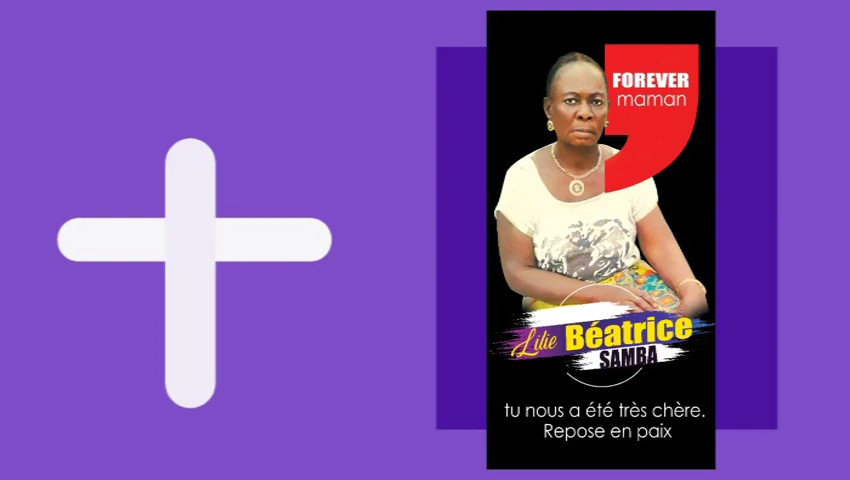 FOREVER
maman
Lilie Béatrice
SAMBA
tu nous a été très chère.
Repose en paix